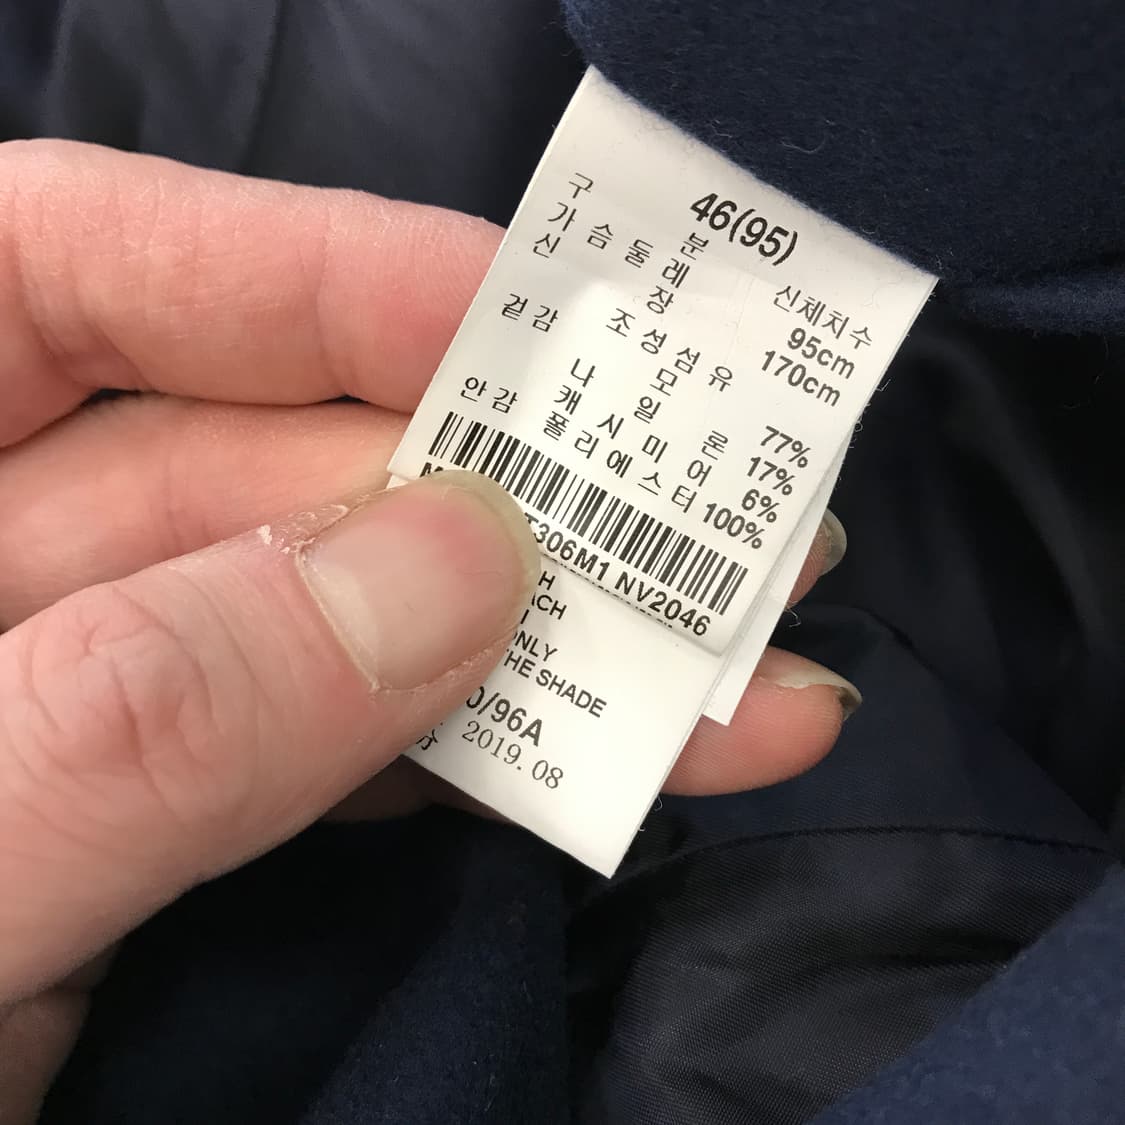 46(95)
구 분 신체치수
가슴둘레 95cm
신 장 170cm
겉감 조성섬유
모 77%
나일론 17%
캐시미어 6%
안감 폴리에스터 100%
T306M1 NV2046
ONLY
THE SHADE
0/96A
2019. 08